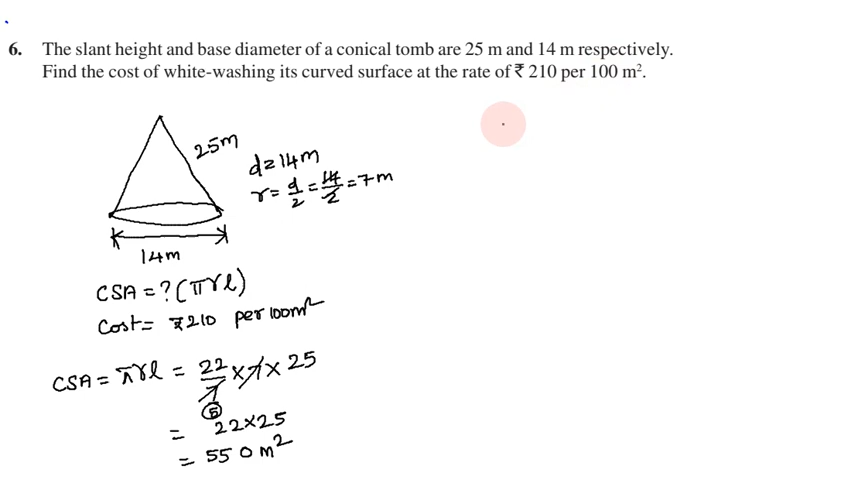 6. The slant height and base diameter of a conical tomb are 25 m and 14 m respectively.
Find the cost of white-washing its curved surface at the rate of ₹ 210 per 100 m².
25m
d=14m
r= d/2 = 14/2 = 7m
14m
CSA = ? (πrl)
Cost = ₹210 per 100m²
CSA = πrl = 22/7 × 7 × 25
= 22×25
= 550 m²